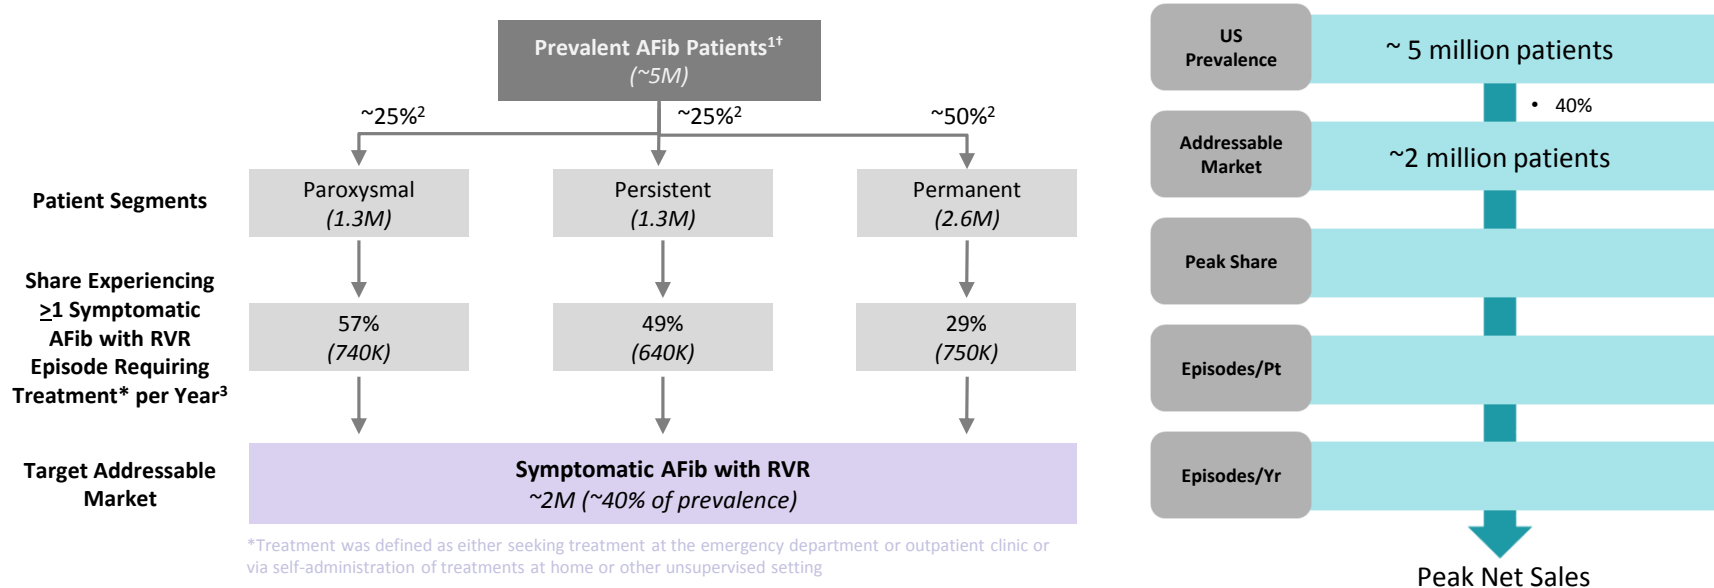 Prevalent AFib Patients1†
(~5M)
~25%2
~25%2
~50%2
Patient Segments
Paroxysmal
(1.3M)
Persistent
(1.3M)
Permanent
(2.6M)
Share Experiencing
≥1 Symptomatic
AFib with RVR
Episode Requiring
Treatment* per Year3
57%
(740K)
49%
(640K)
29%
(750K)
Target Addressable
Market
Symptomatic AFib with RVR
~2M (~40% of prevalence)
*Treatment was defined as either seeking treatment at the emergency department or outpatient clinic or
via self-administration of treatments at home or other unsupervised setting
US
Prevalence
~ 5 million patients
• 40%
Addressable
Market
~2 million patients
Peak Share
Episodes/Pt
Episodes/Yr
Peak Net Sales